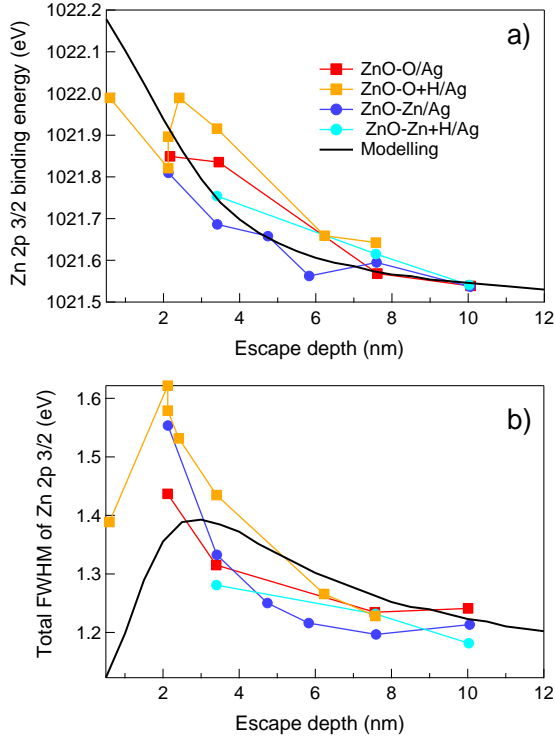 1022.2
1022.1
1022.0
1021.9
1021.8
1021.7
1021.6
1021.5
Zn 2p 3/2 binding energy (eV)
a)
ZnO-O/Ag
ZnO-O+H/Ag
ZnO-Zn/Ag
ZnO-Zn+H/Ag
Modelling
2 4 6 8 10 12
Escape depth (nm)
1.6
1.5
1.4
1.3
1.2
Total FWHM of Zn 2p 3/2 (eV)
b)
2 4 6 8 10 12
Escape depth (nm)